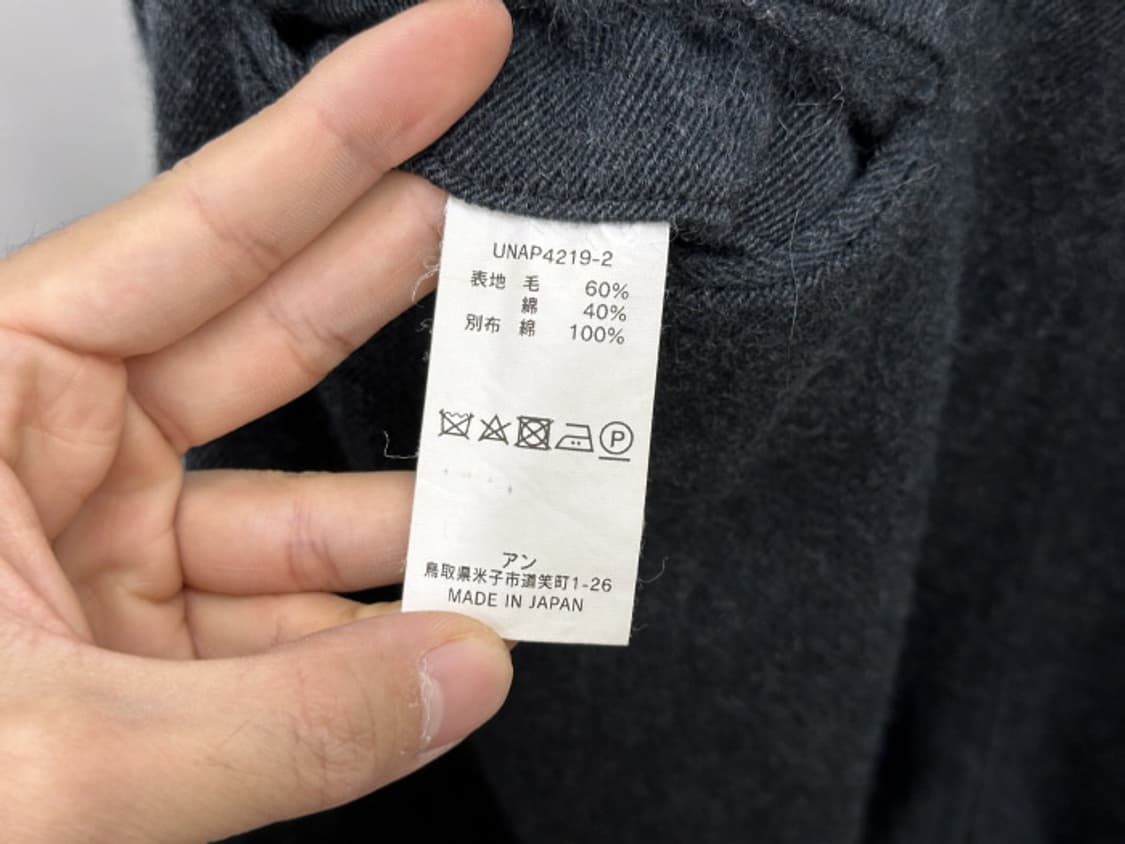 UNAP4219-2
表地 毛 60%
綿 40%
別布 綿 100%
P
アン
鳥取県米子市道笑町1-26
MADE IN JAPAN